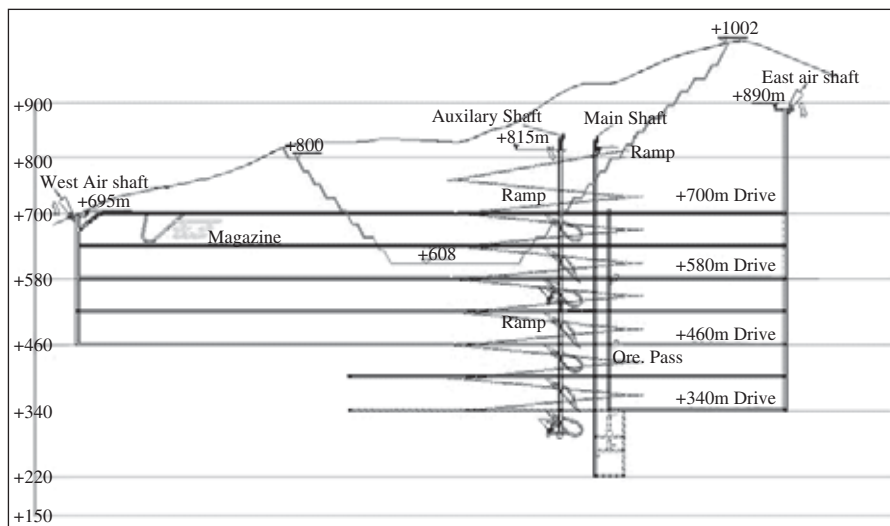 +1002
East air shaft
+890m
+900
Auxilary Shaft
Main Shaft
+815m
+800
+800
Ramp
West Air shaft
+695m
Ramp
+700m Drive
+700
Magazine
+608
+580m Drive
+580
Ramp
+460m Drive
+460
Ore. Pass
+340m Drive
+340
+220
+150